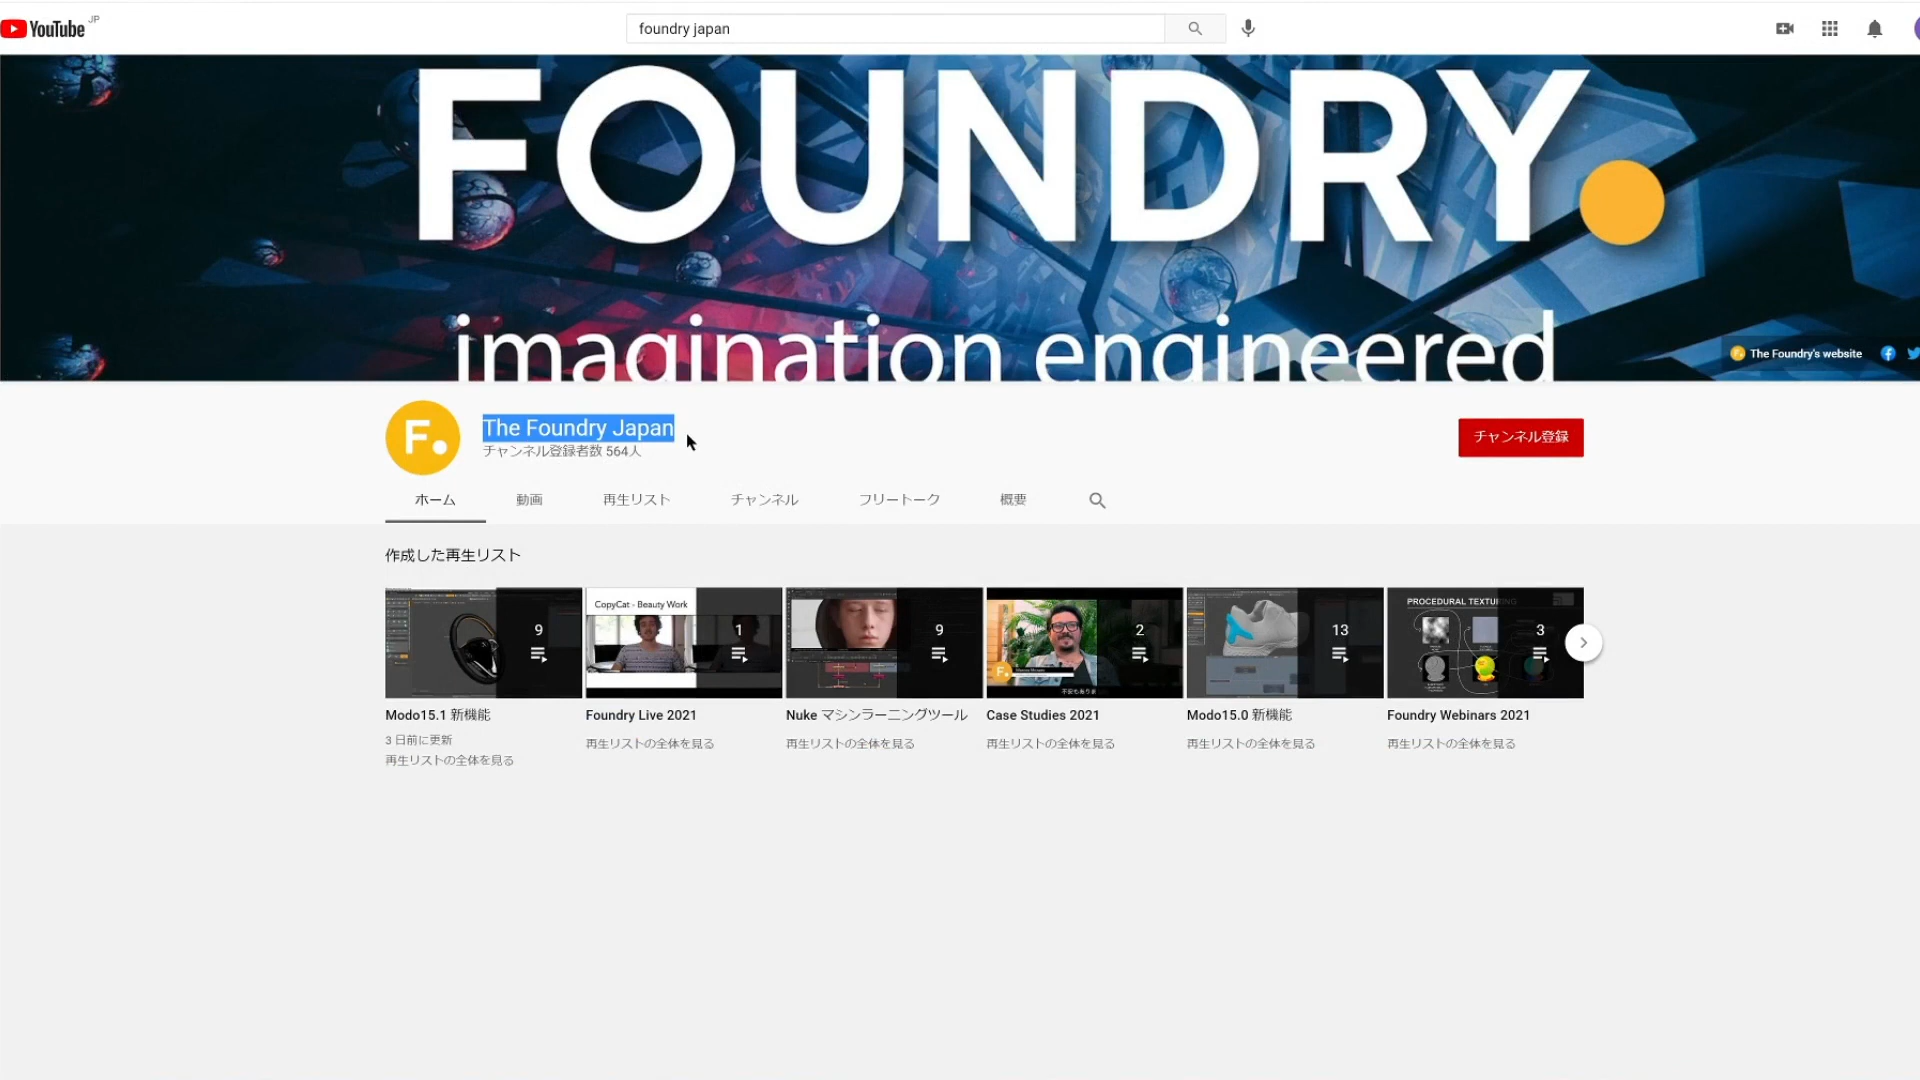 YouTube JP
foundry japan
FOUNDRY.
imagination engineered
The Foundry's website
F.
The Foundry Japan
チャンネル登録者数 564人
チャンネル登録
ホーム
動画
再生リスト
チャンネル
フリートーク
概要
作成した再生リスト
9
CopyCat - Beauty Work
1
9
2
F.
不安もありま
13
PROCEDURAL TEXTURING
3
Modo15.1 新機能
3 日前に更新
再生リストの全体を見る
Foundry Live 2021
再生リストの全体を見る
Nuke マシンラーニングツール
再生リストの全体を見る
Case Studies 2021
再生リストの全体を見る
Modo15.0 新機能
再生リストの全体を見る
Foundry Webinars 2021
再生リストの全体を見る